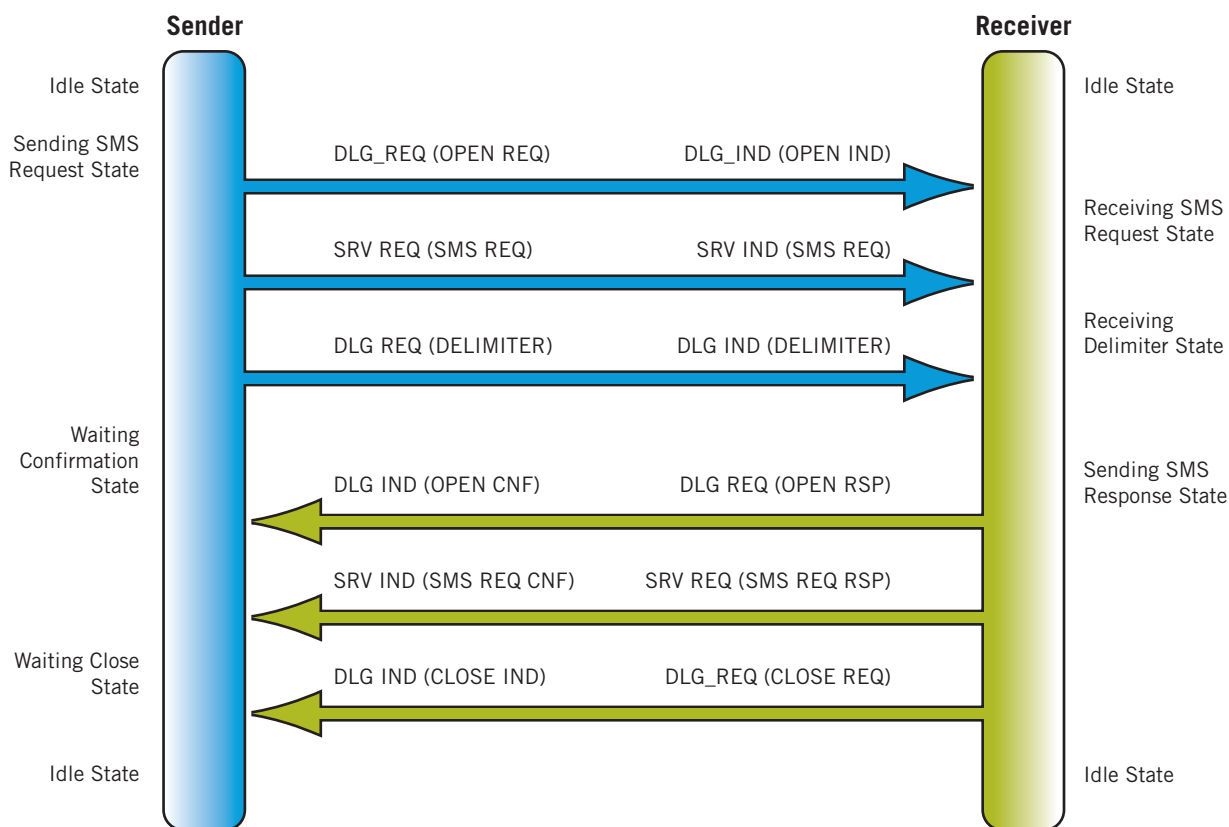 Sender
Receiver
Idle State
Idle State
Sending SMS
Request State
DLG_REQ (OPEN REQ)
DLG_IND (OPEN IND)
Receiving SMS
Request State
SRV REQ (SMS REQ)
SRV IND (SMS REQ)
Receiving
Delimiter State
DLG REQ (DELIMITER)
DLG IND (DELIMITER)
Waiting
Confirmation
State
DLG IND (OPEN CNF)
DLG REQ (OPEN RSP)
Sending SMS
Response State
SRV IND (SMS REQ CNF)
SRV REQ (SMS REQ RSP)
Waiting Close
State
DLG IND (CLOSE IND)
DLG_REQ (CLOSE REQ)
Idle State
Idle State